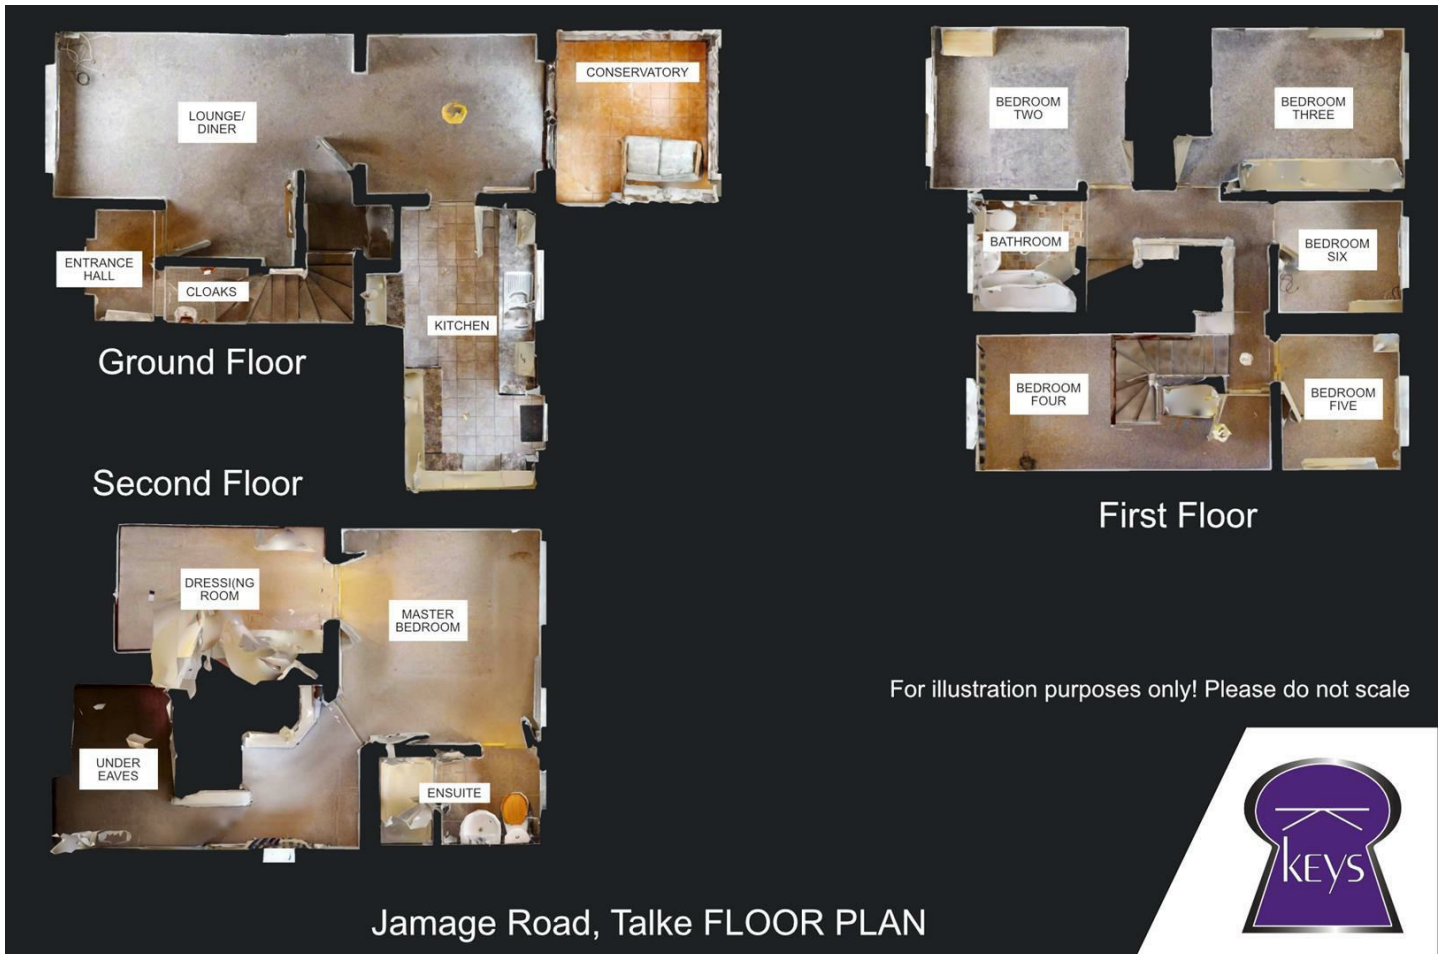 LOUNGE/
DINER
CONSERVATORY
ENTRANCE
HALL
CLOAKS
KITCHEN
Ground Floor
BEDROOM
TWO
BEDROOM
THREE
BATHROOM
BEDROOM
SIX
BEDROOM
FOUR
BEDROOM
FIVE
First Floor
Second Floor
DRESSI(NG
ROOM
MASTER
BEDROOM
UNDER
EAVES
ENSUITE
For illustration purposes only! Please do not scale
KEYS
Jamage Road, Talke FLOOR PLAN